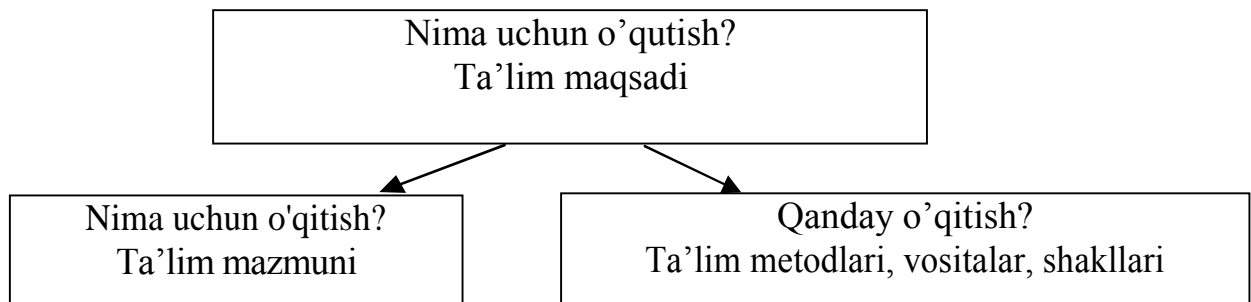 Nima uchun o’qutish?
Ta’lim maqsadi
Nima uchun o'qitish?
Ta’lim mazmuni
Qanday o’qitish?
Ta’lim metodlari, vositalar, shakllari